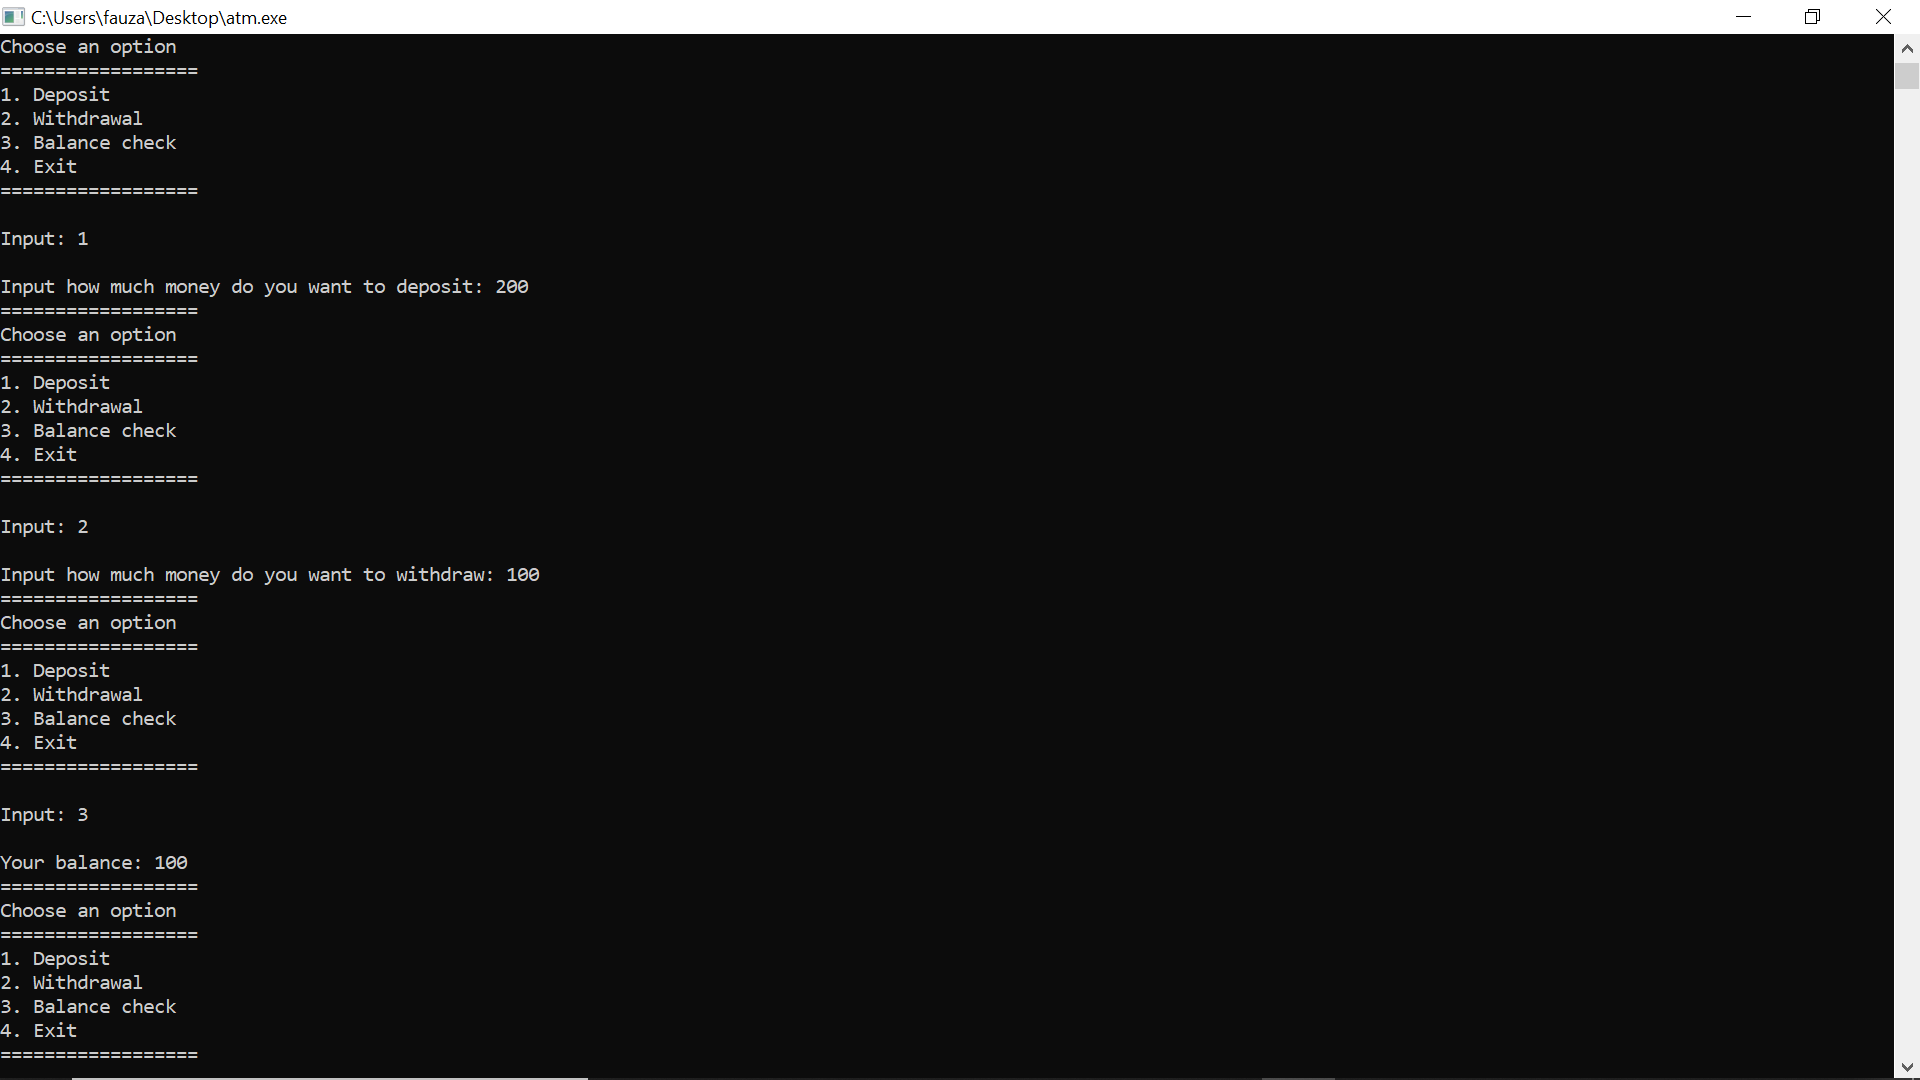 C:\Users\fauza\Desktop\atm.exe
Choose an option
==================
1. Deposit
2. Withdrawal
3. Balance check
4. Exit
==================
Input: 1
Input how much money do you want to deposit: 200
==================
Choose an option
==================
1. Deposit
2. Withdrawal
3. Balance check
4. Exit
==================
Input: 2
Input how much money do you want to withdraw: 100
==================
Choose an option
==================
1. Deposit
2. Withdrawal
3. Balance check
4. Exit
==================
Input: 3
Your balance: 100
==================
Choose an option
==================
1. Deposit
2. Withdrawal
3. Balance check
4. Exit
==================